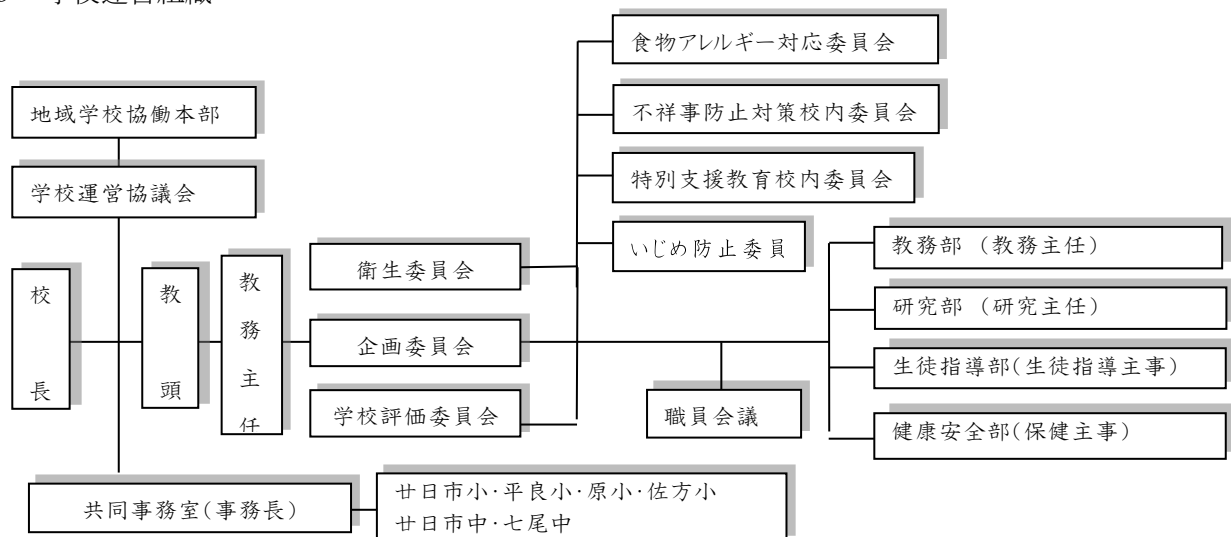 学校運営組織
食物アレルギー対応委員会
地域学校協働本部
不祥事防止対策校内委員会
学校運営協議会
特別支援教育校内委員会
いじめ防止委員
教務部 （教務主任）
衛生委員会
校長
教頭
教務主任
研究部 （研究主任）
企画委員会
生徒指導部(生徒指導主事)
学校評価委員会
職員会議
健康安全部(保健主事)
共同事務室(事務長)
廿日市小・平良小・原小・佐方小
廿日市中・七尾中